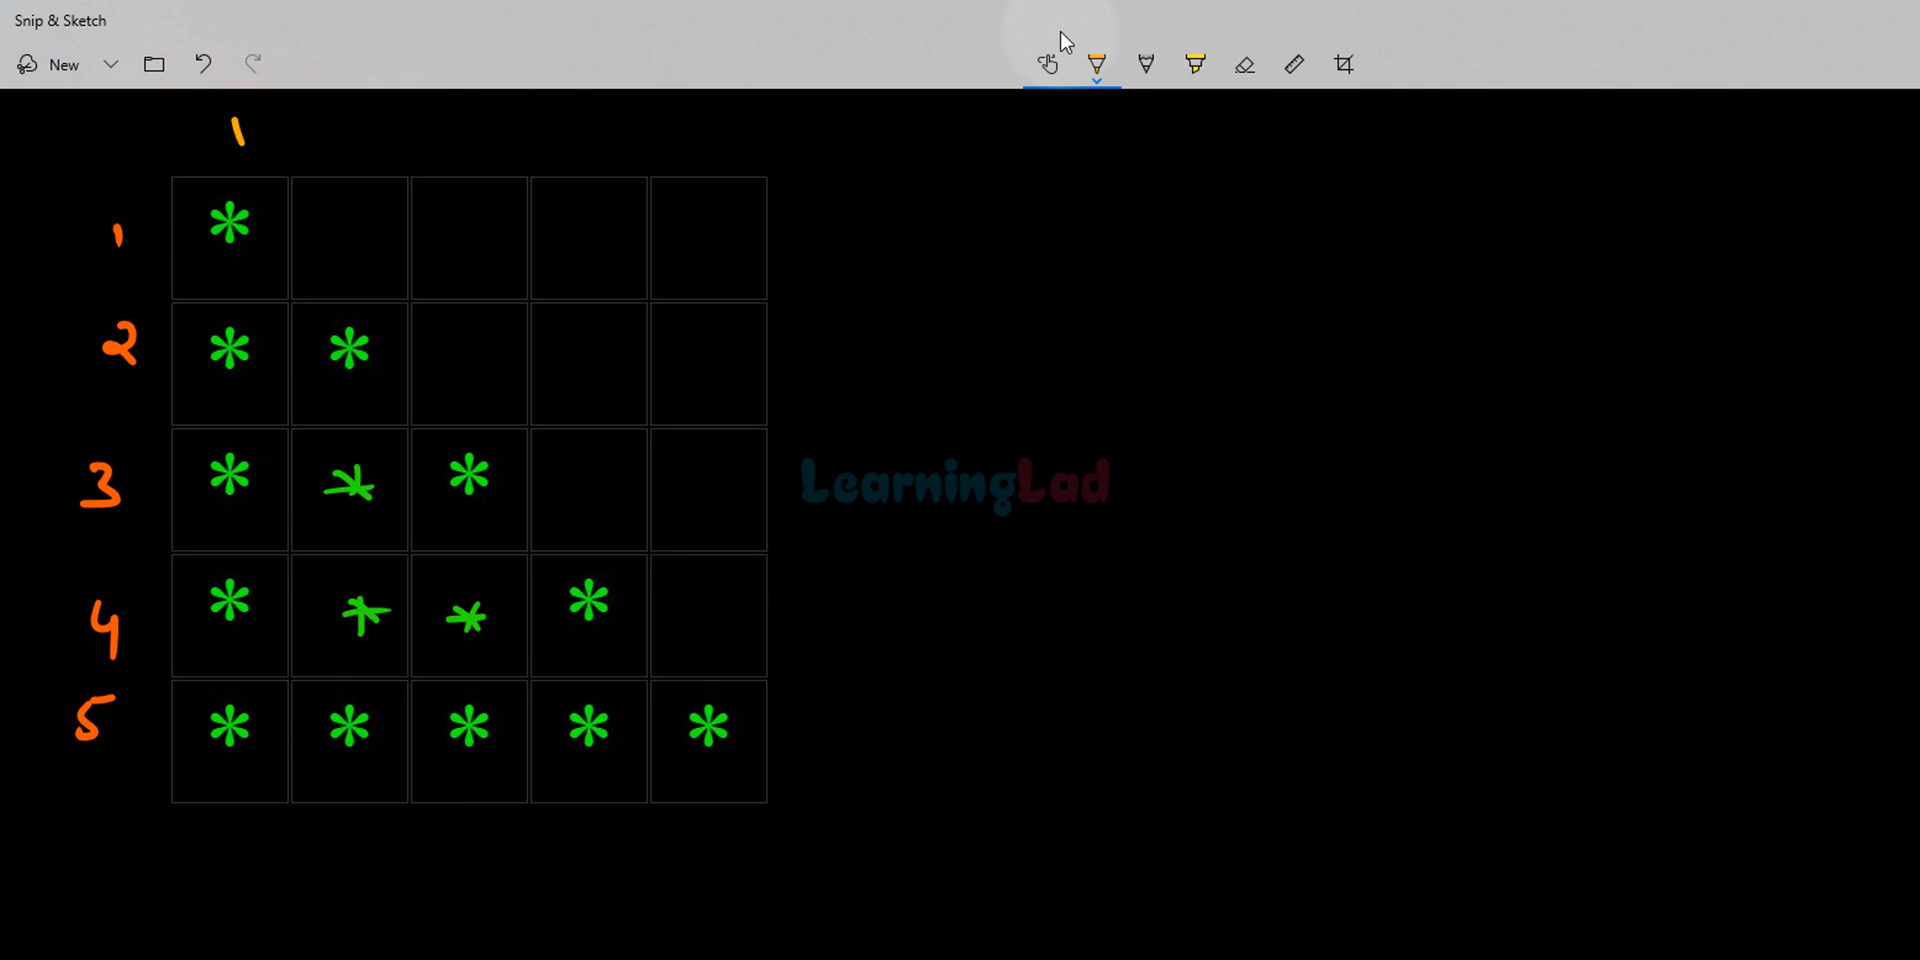 Snip & Sketch
New
1
1 *
2 * *
3 * * *
LearningLad
4 * * * *
5 * * * * *